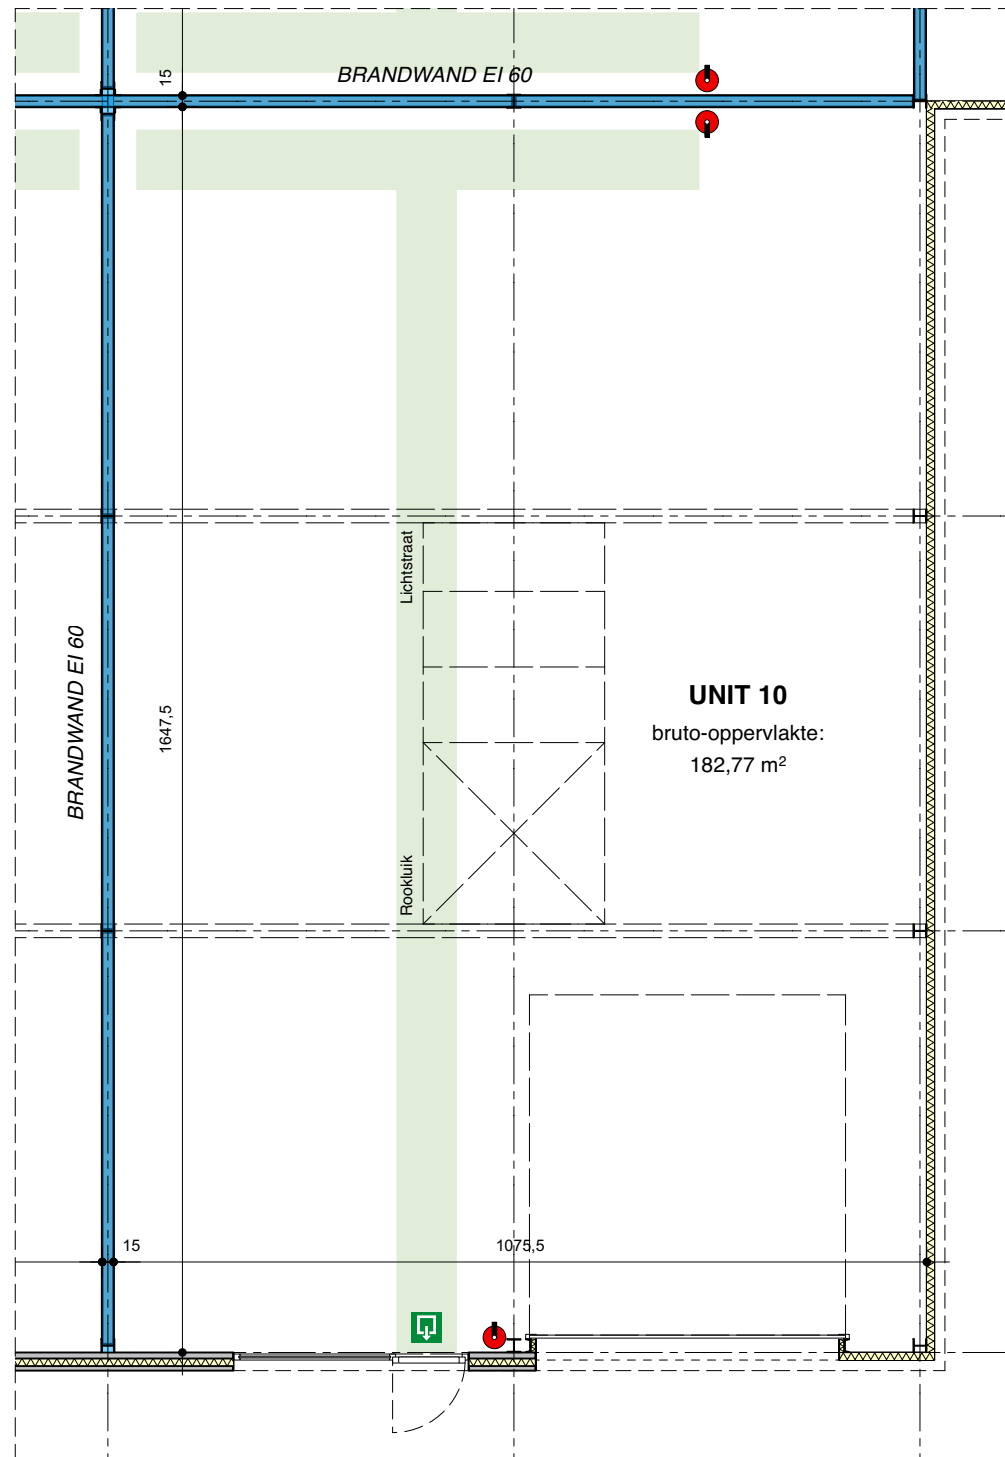 BRANDWAND EI 60
15
Lichtstraat
BRANDWAND EI 60
1647,5
UNIT 10
bruto-oppervlakte:
182,77 m²
Rookluik
15
1075,5